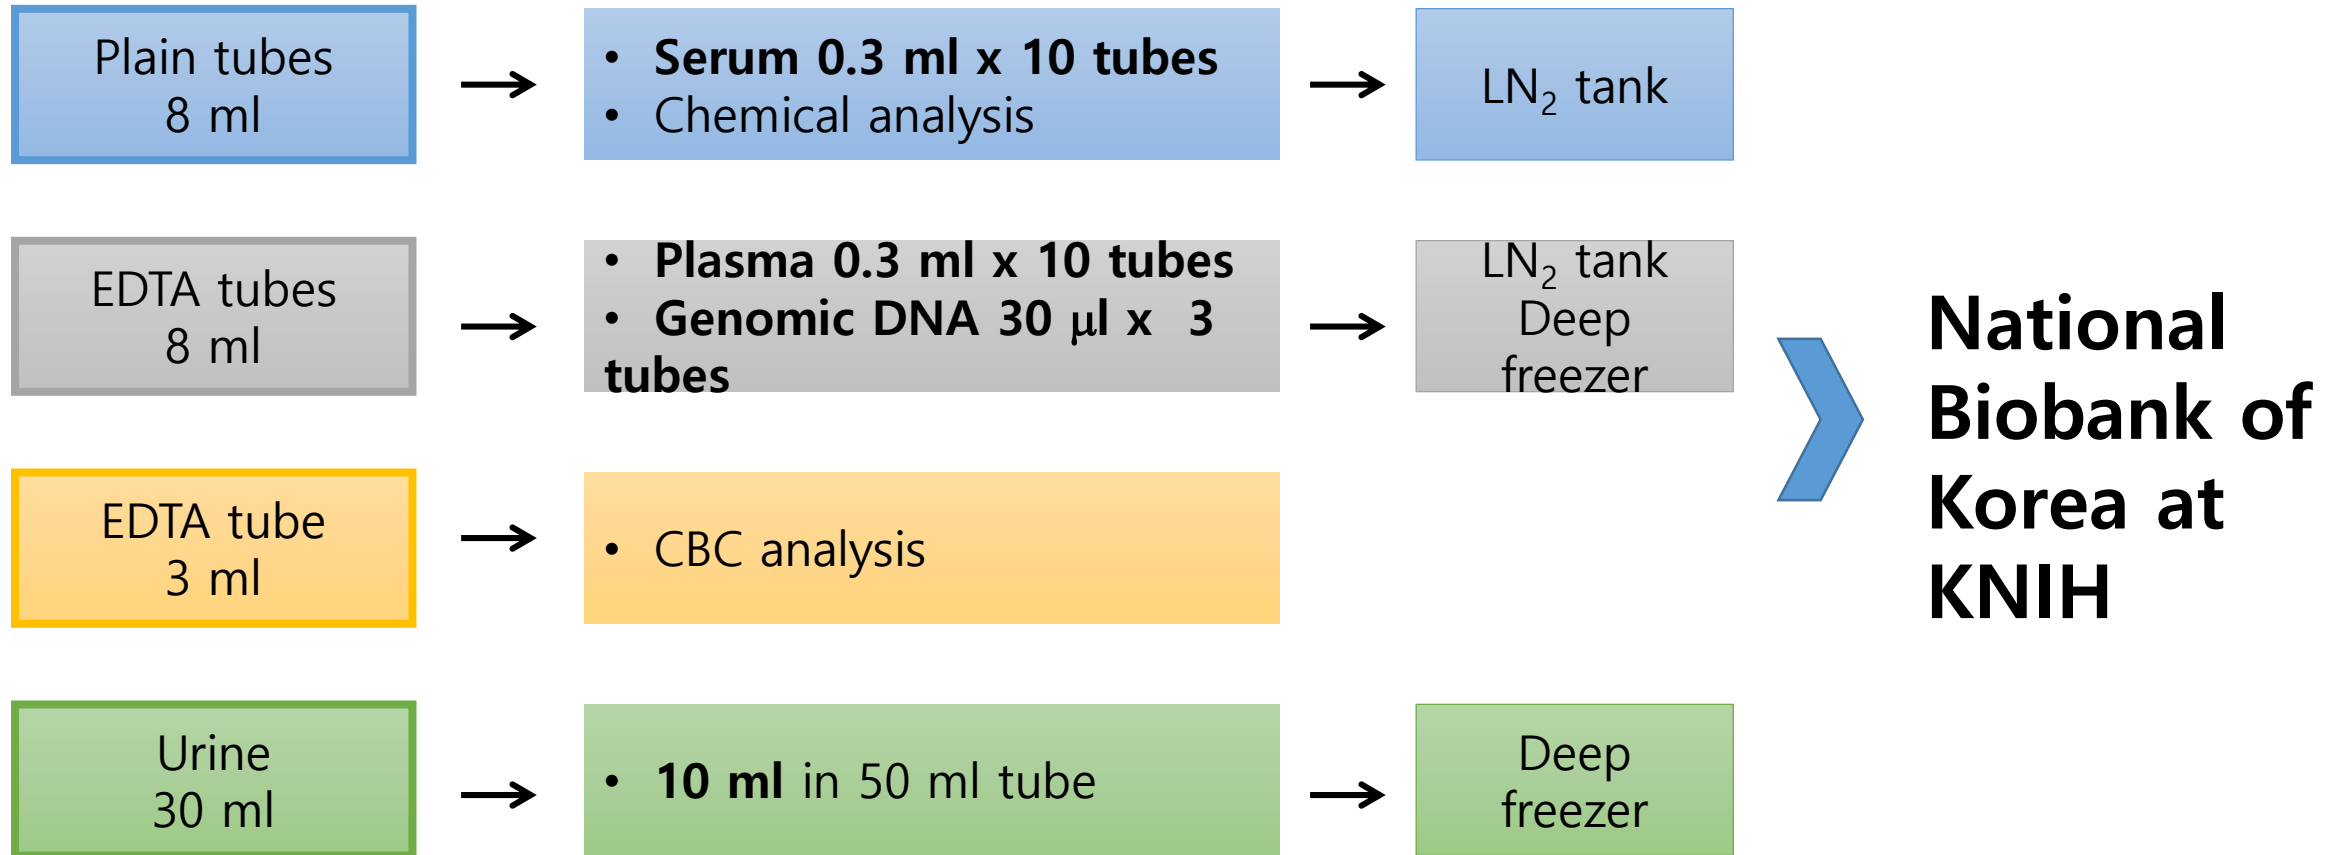 Plain tubes
8 ml
• Serum 0.3 ml x 10 tubes
• Chemical analysis
LN₂ tank
EDTA tubes
8 ml
• Plasma 0.3 ml x 10 tubes
• Genomic DNA 30 μl x  3
tubes
LN₂ tank
Deep
freezer
EDTA tube
3 ml
• CBC analysis
Urine
30 ml
• 10 ml in 50 ml tube
Deep
freezer
National
Biobank of
Korea at
KNIH